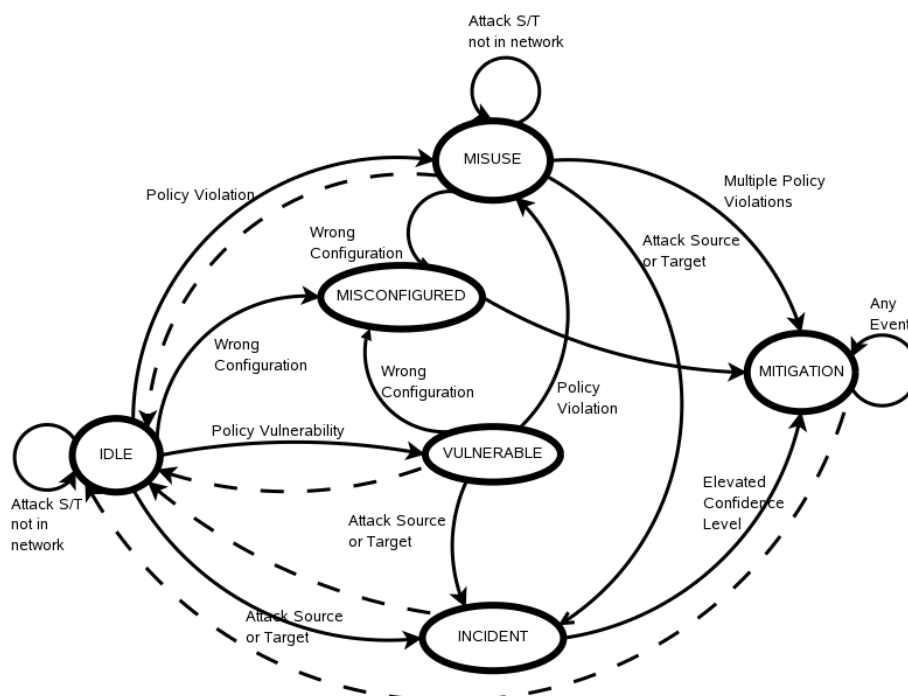 Attack S/T
not in network
MISUSE
Policy Violation
Multiple Policy
Violations
Wrong
Configuration
Attack Source
or Target
MISCONFIGURED
Any
Event
Wrong
Configuration
Wrong
Configuration
MITIGATION
Policy
Violation
Policy Vulnerability
IDLE
VULNERABLE
Attack S/T
not in
network
Elevated
Confidence
Level
Attack Source
or Target
Attack Source
or Target
INCIDENT